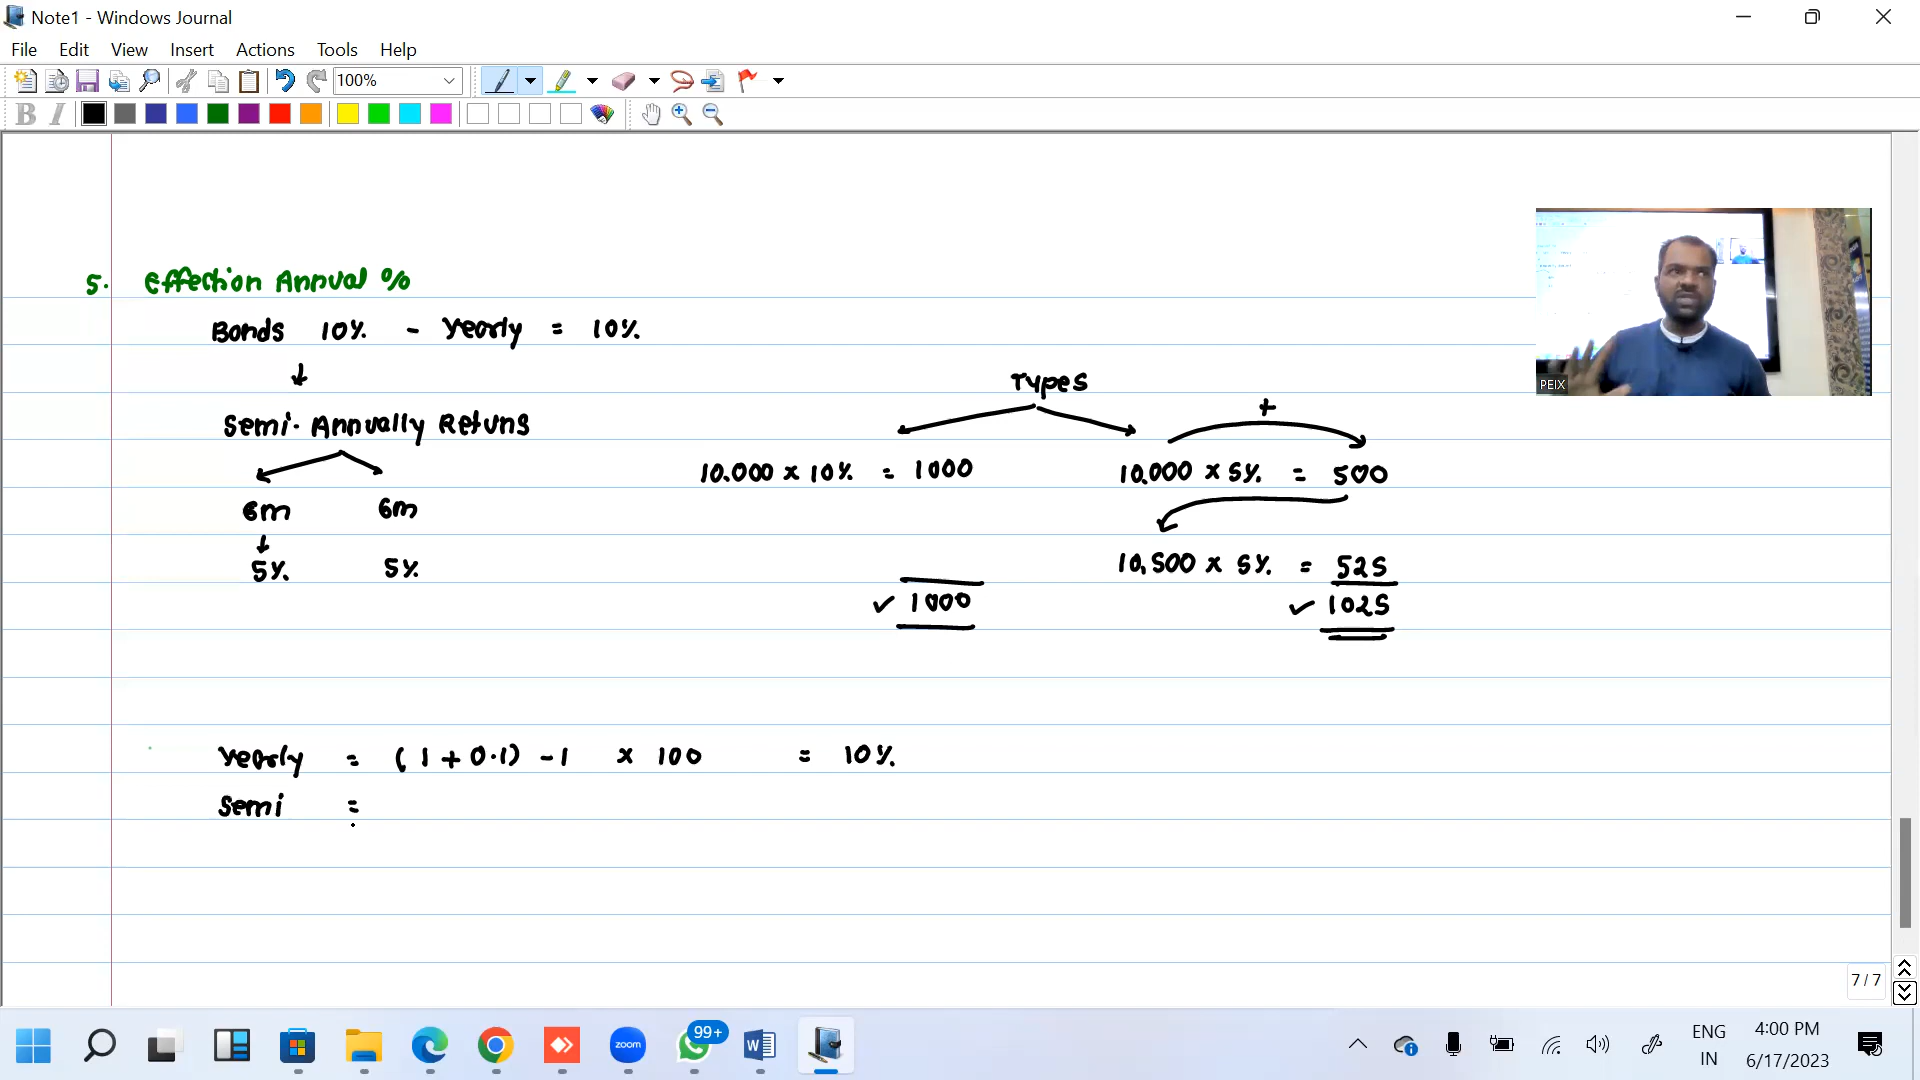 Note1 - Windows Journal
File Edit View Insert Actions Tools Help
100%
B I
5. Effection Annual %
Bonds 10% - Yearly = 10%
Types
+
Semi-Annually Retuns
10.000 x 10% = 1000
10.000 x 5% = 500
6m 6m
5% 5%
10,500 x 5% = 525
✓ 1000
✓ 1025
Yearly = (1+0.1) -1 x 100 = 10%
Semi =
PEIX
7 / 7
zoom
99+
ENG
IN
4:00 PM
6/17/2023